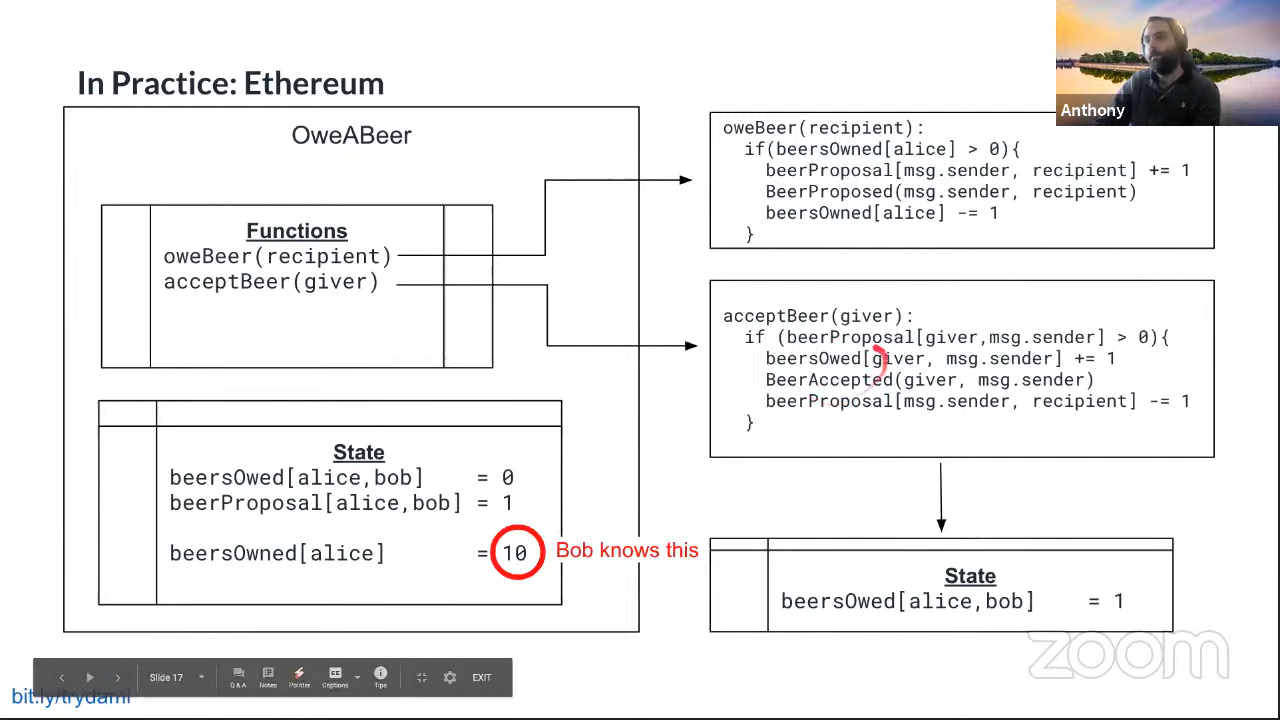 In Practice: Ethereum
Anthony
OweABeer
Functions
oweBeer(recipient)
acceptBeer(giver)
State
beersOwed[alice,bob] = 0
beerProposal[alice,bob] = 1
beersOwned[alice] = 10
Bob knows this
oweBeer(recipient):
if(beersOwned[alice] > 0){
beerProposal[msg.sender, recipient] += 1
BeerProposed(msg.sender, recipient)
beersOwned[alice] -= 1
}
acceptBeer(giver):
if (beerProposal[giver,msg.sender] > 0){
beersOwed[giver, msg.sender] += 1
BeerAccepted(giver, msg.sender)
beerProposal[msg.sender, recipient] -= 1
}
State
beersOwed[alice,bob] = 1
zoom
Slide 17
Q & A
Notes
Pointer
Captions
Tips
EXIT
bit.ly/trydaml